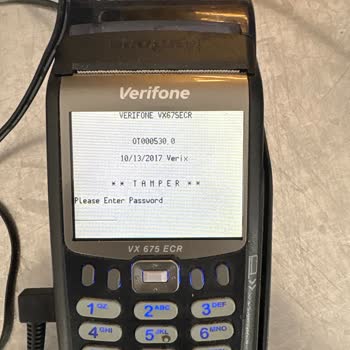 Verifone
VERIFONE VX675ECR
QT000530.0
10/13/2017 Verix
** T A M P E R **
Please Enter Password
VX 675 ECR
1 QZ.
2 ABC
3 DEF
4 GHI
5 JKL
6 MNO